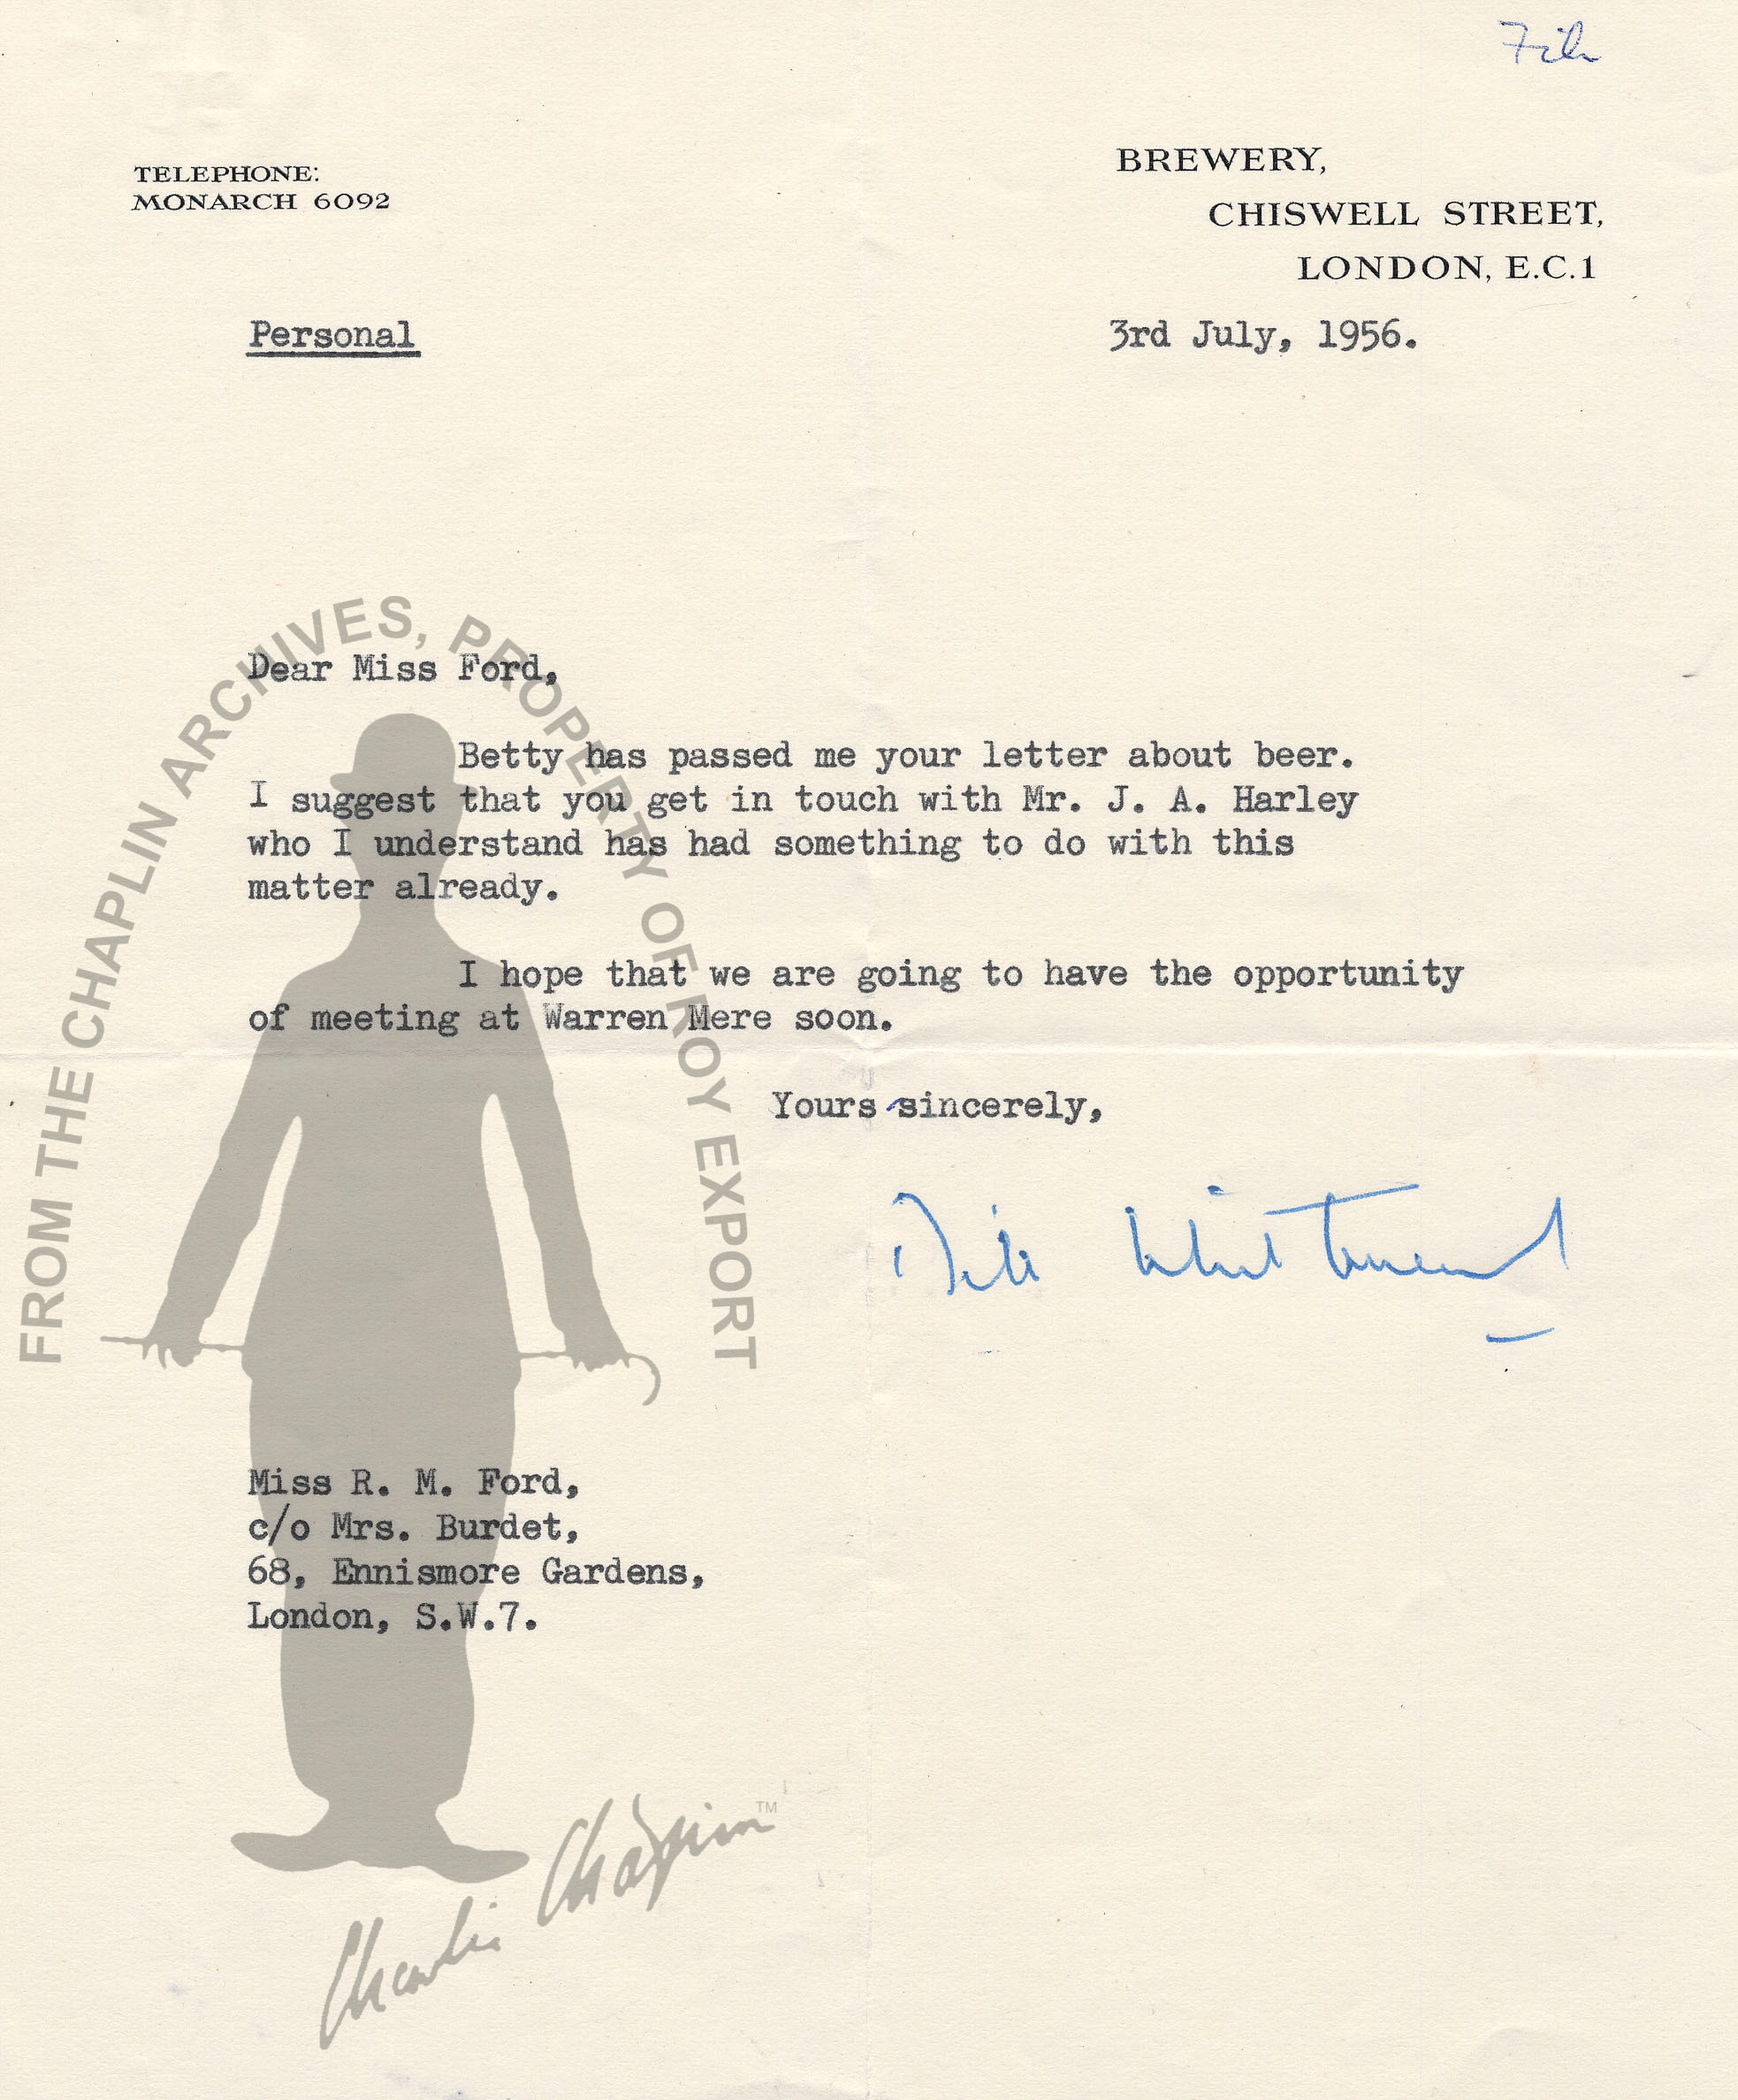 TELEPHONE:
MONARCH 6092
BREWERY,
CHISWELL STREET,
LONDON, E.C.1
Personal
3rd July, 1956.
Dear Miss Ford,
Betty has passed me your letter about beer.
I suggest that you get in touch with Mr. J. A. Harley
who I understand has had something to do with this
matter already.
I hope that we are going to have the opportunity
of meeting at Warren Mere soon.
Yours sincerely,
Miss R. M. Ford,
c/o Mrs. Burdet,
68, Ennismore Gardens,
London, S.W.7.
FROM THE CHAPLIN ARCHIVES, PROPERTY OF ROY EXPORT
Charlie Chaplin TM